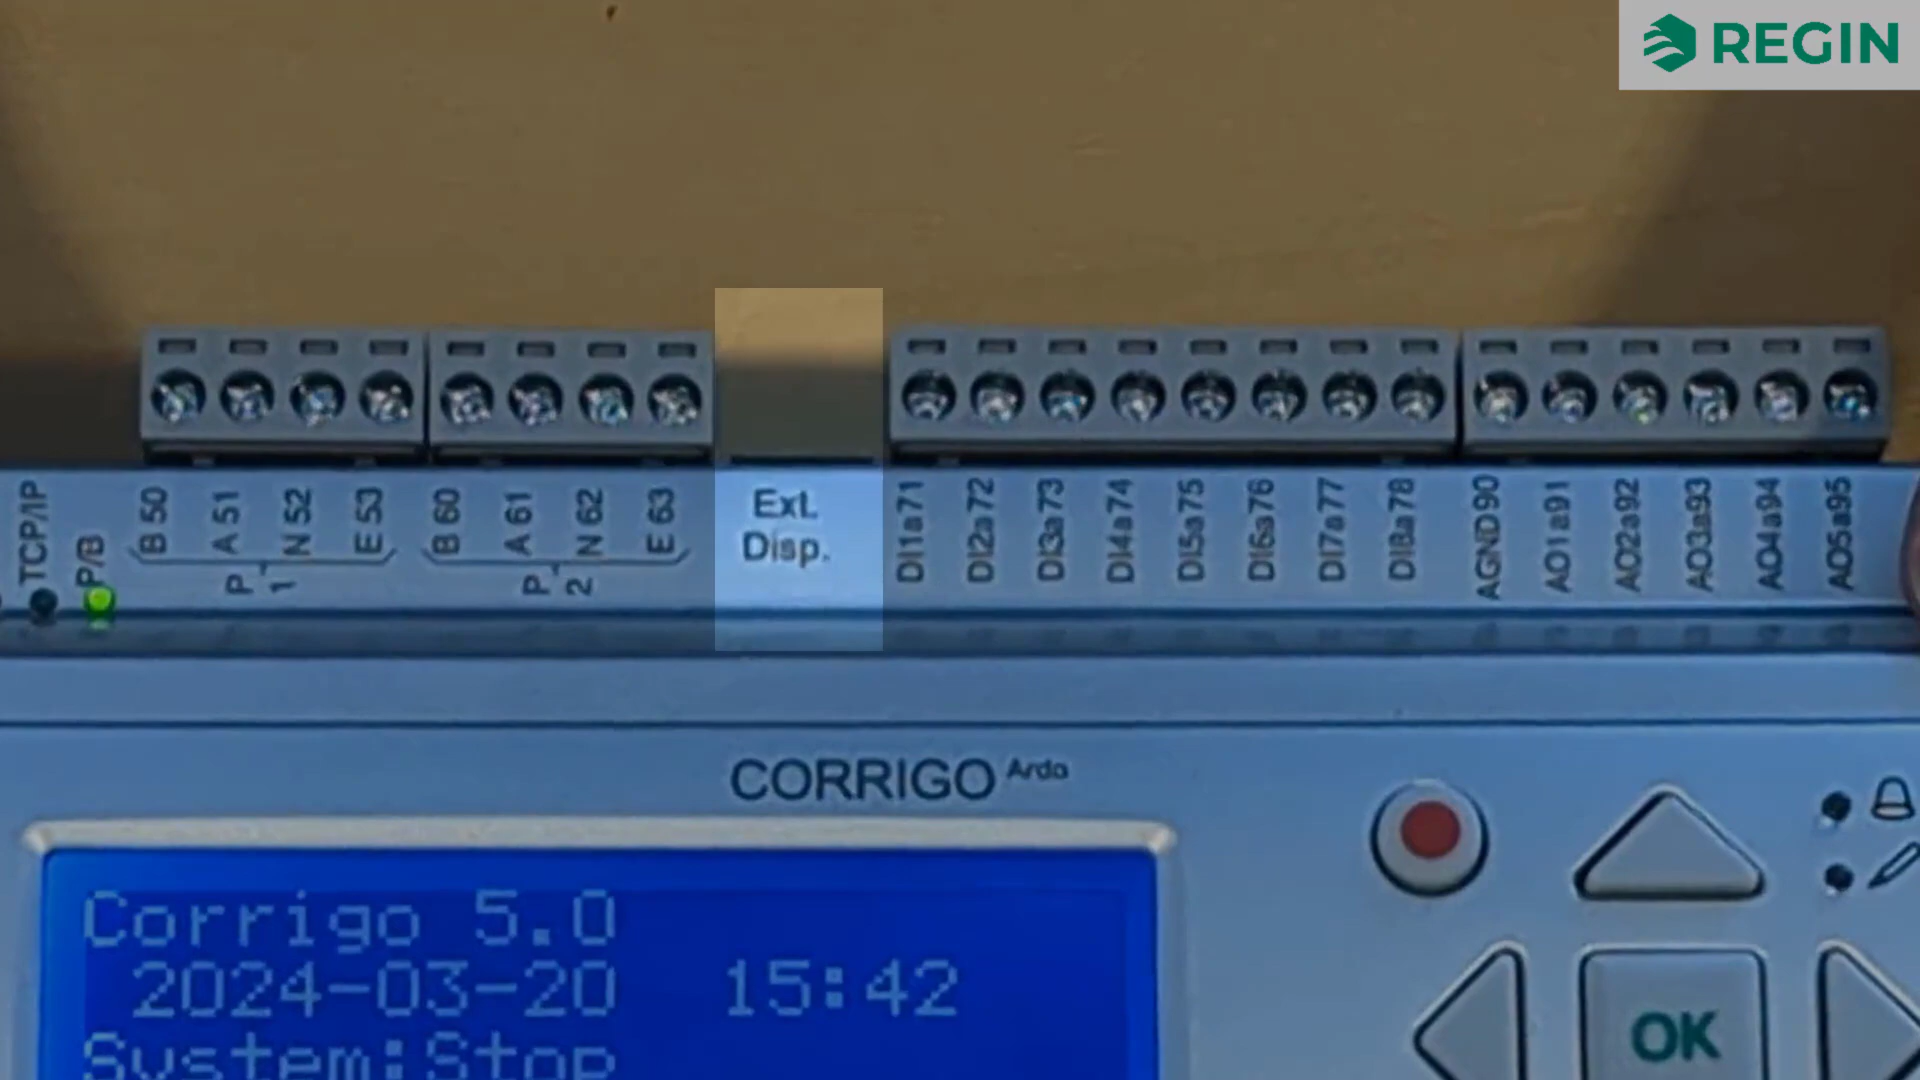 REGIN
TCP/IP
P/B
B 50
A 51
N 52
E 53
P1
B 60
A 61
N 62
E 63
P2
Ext.
Disp.
DI1a71
DI2a72
DI3a73
DI4a74
DI5a75
DI6a76
DI7a77
DI8a78
AGND90
AO1a91
AO2a92
AO3a93
AO4a94
AO5a95
CORRIGO Ardo
Corrigo 5.0
2024-03-20 15:42
System:Stop
OK